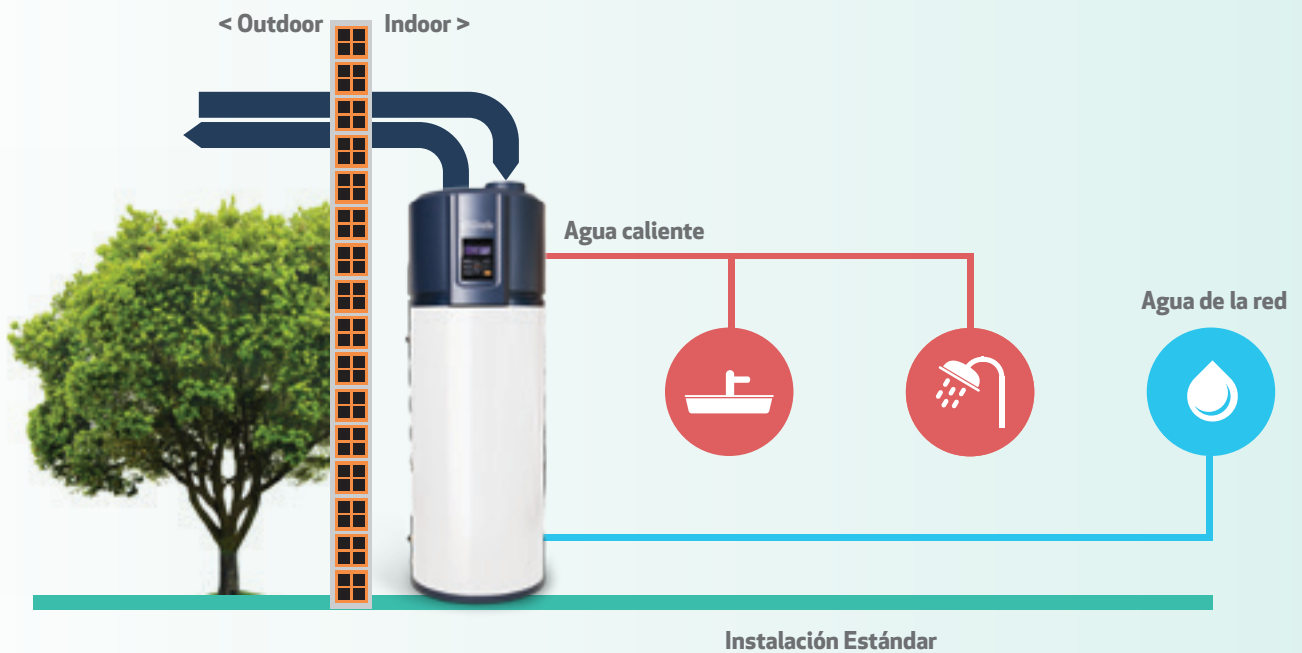 < Outdoor
Indoor >
Agua caliente
Agua de la red
Instalación Estándar